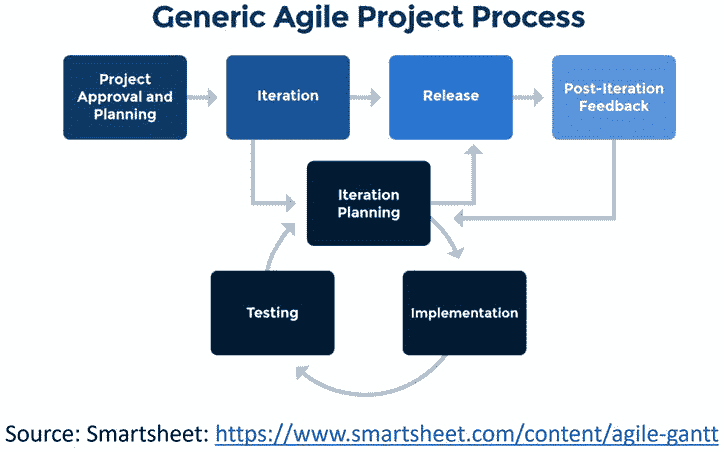 Generic Agile Project Process
Project
Approval and
Planning
Iteration
Release
Post-Iteration
Feedback
Iteration
Planning
Testing
Implementation
Source: Smartsheet: https://www.smartsheet.com/content/agile-gantt